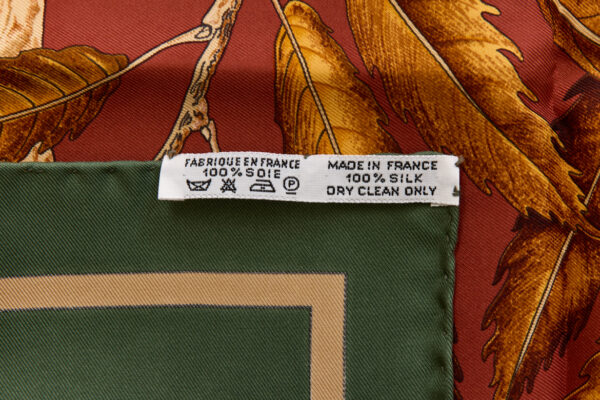 FABRIQUE EN FRANCE
100% SOIE
P
MADE IN FRANCE
100% SILK
DRY CLEAN ONLY